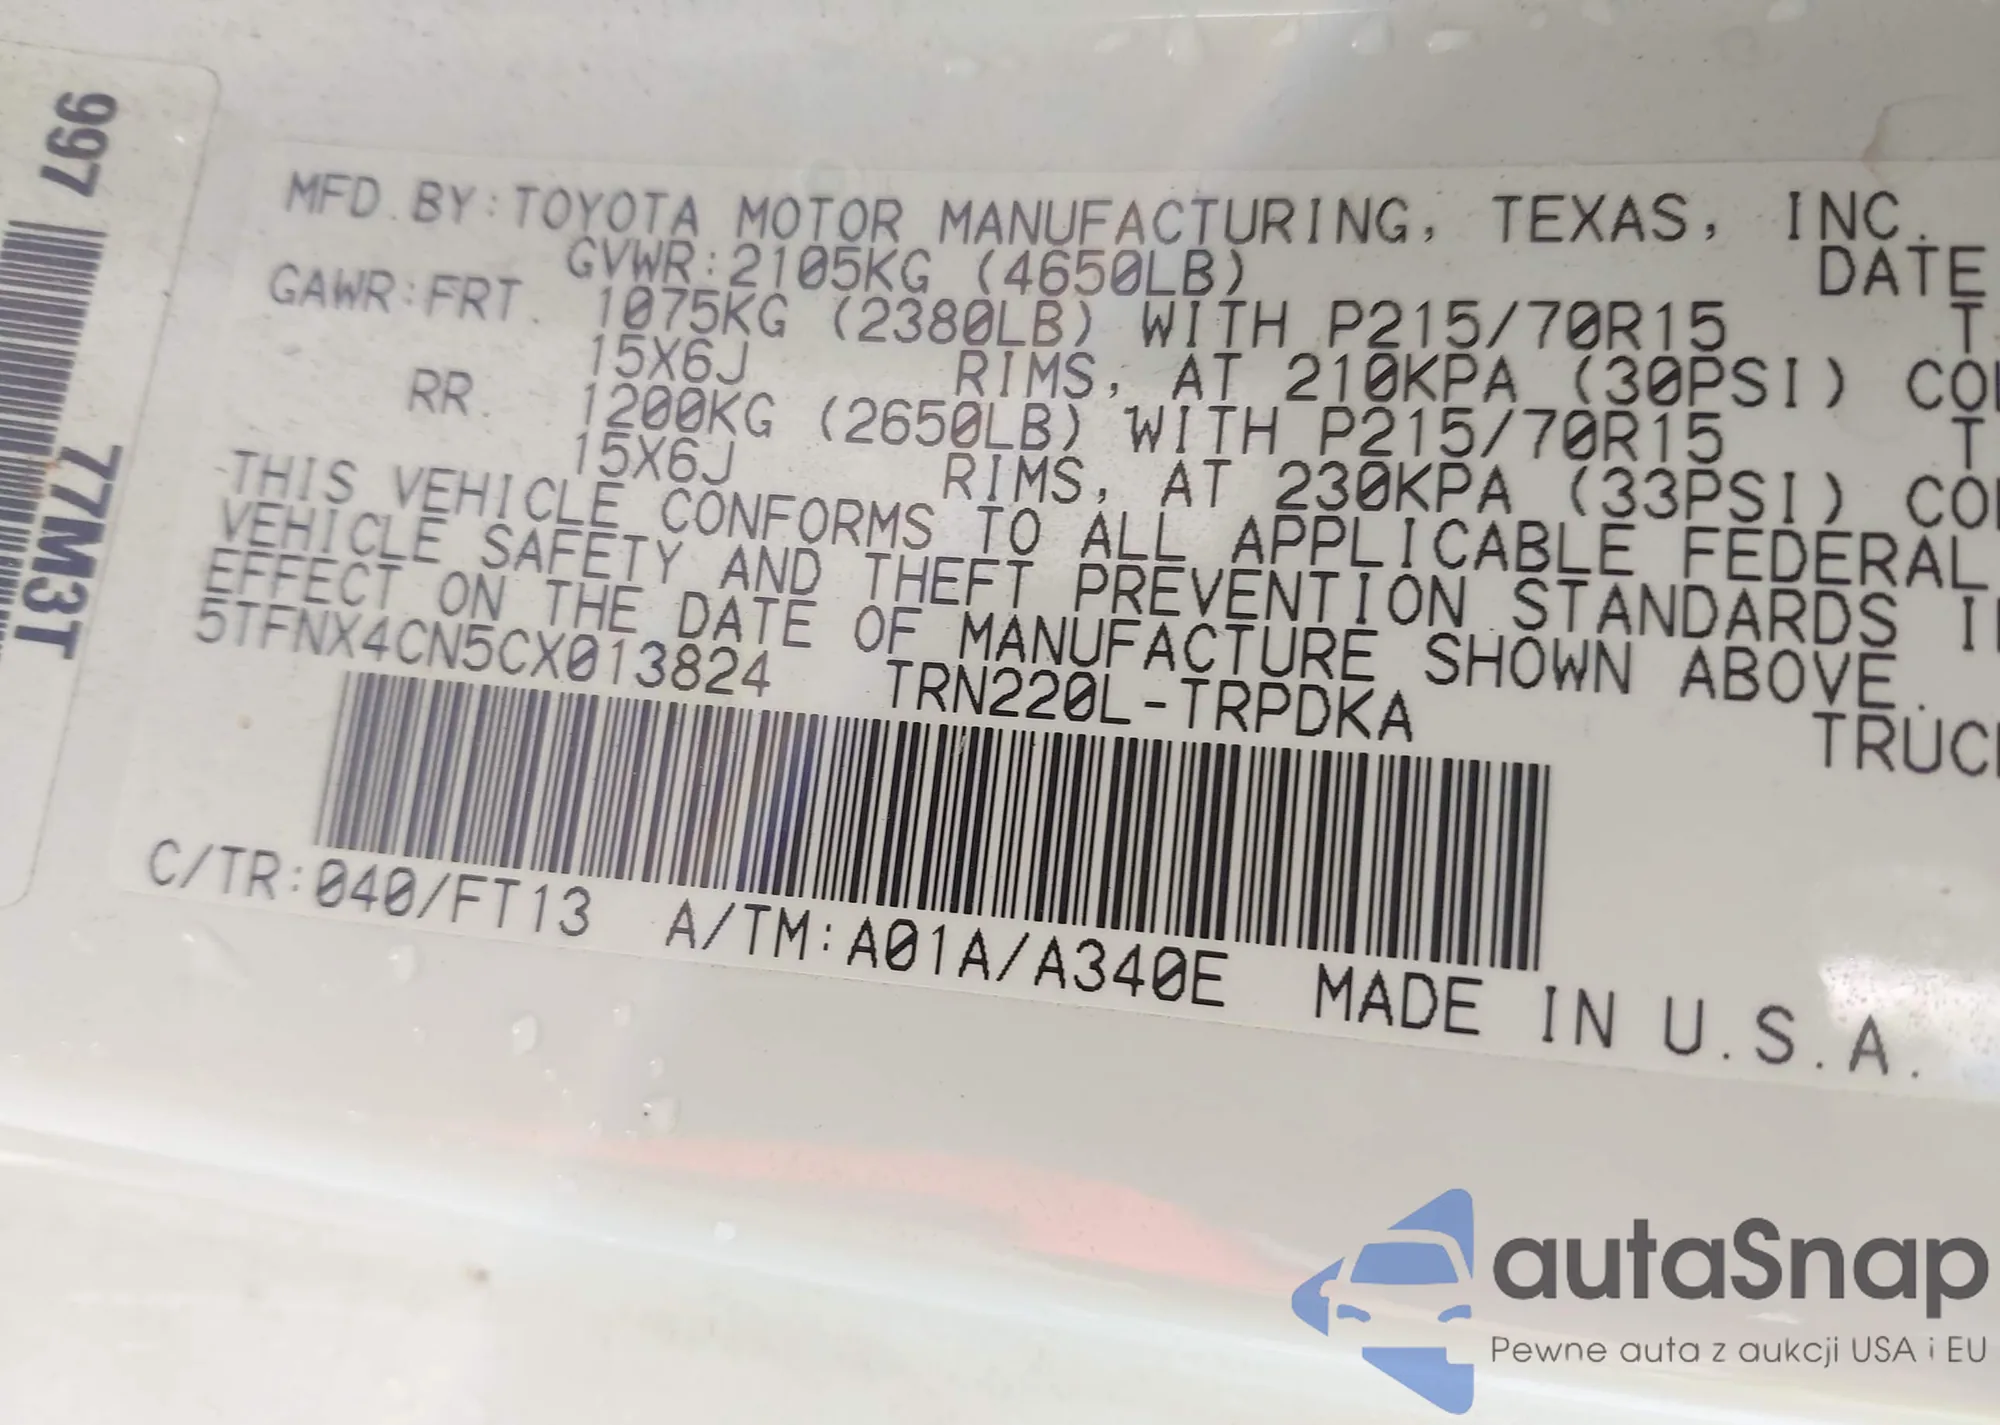 997
77M3T
MFD. BY: TOYOTA MOTOR MANUFACTURING, TEXAS, INC.
GVWR: 2105KG (4650LB) DATE
GAWR: FRT. 1075KG (2380LB) WITH P215/70R15
15X6J RIMS, AT 210KPA (30PSI)
RR. 1200KG (2650LB) WITH P215/70R15
15X6J RIMS, AT 230KPA (33PSI)
THIS VEHICLE CONFORMS TO ALL APPLICABLE FEDERAL
VEHICLE SAFETY AND THEFT PREVENTION STANDARDS
EFFECT ON THE DATE OF MANUFACTURE SHOWN ABOVE.
5TFNX4CN5CX013824 TRN220L-TRPDKA
C/TR: 040/FT13 A/TM: A01A/A340E MADE IN U.S.A.
autaSnap
Pewne auta z aukcji USA i EU